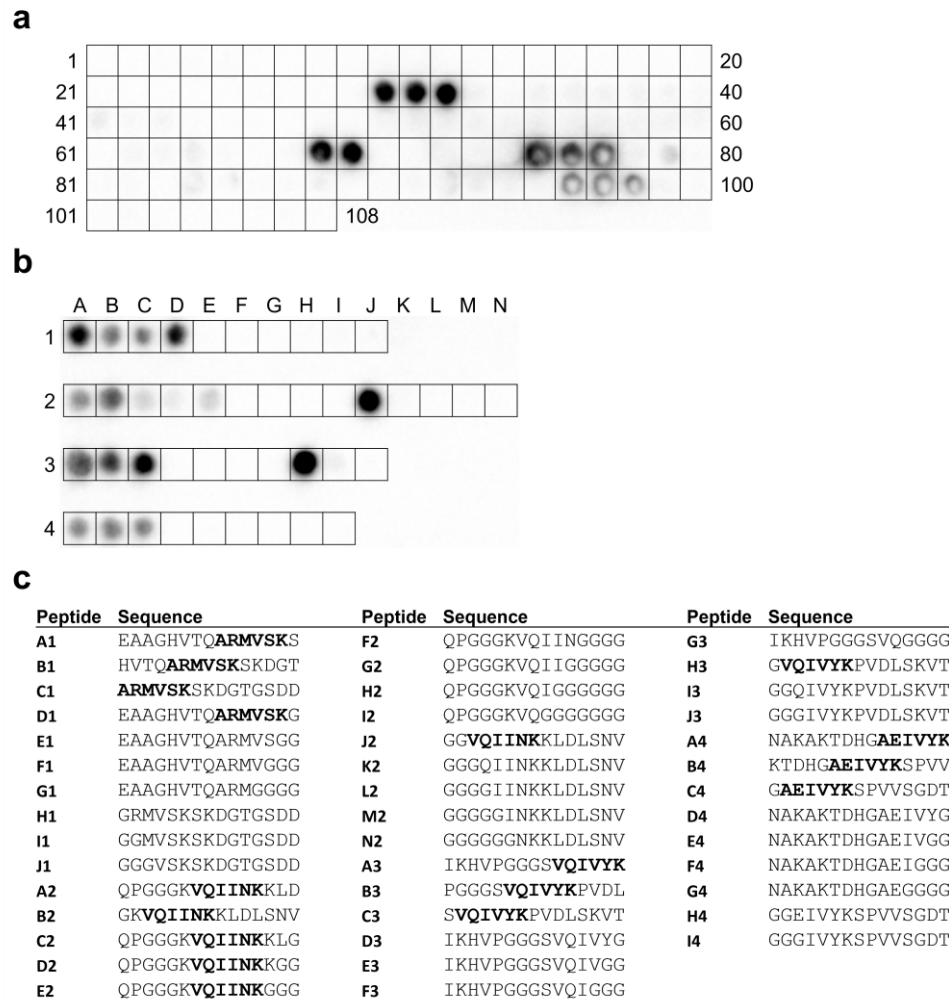 a
1 20
21 40
41 60
61 80
81 100
101 108
b
A B C D E F G H I J K L M N
1
2
3
4
c
Peptide Sequence Peptide Sequence Peptide Sequence
A1 EAAGHVTQARMVSKS F2 QPGGGKVQIINGGGG G3 IKHVPGGGSVQGGGG
B1 HVTQARMVSKSKDGT G2 QPGGGKVQIIGGGGG H3 GVQIVYKPVDLSKVT
C1 ARMVSKSKDGTGSDD H2 QPGGGKVQIGGGGGG I3 GGQIVYKPVDLSKVT
D1 EAAGHVTQARMVSKG I2 QPGGGKVQGGGGGGG J3 GGGIVYKPVDLSKVT
E1 EAAGHVTQARMVSGG J2 GGVQIINKKLDLSNV A4 NAKAKTDHGAEIVYK
F1 EAAGHVTQARMVGGG K2 GGGQIINKKLDLSNV B4 KTDHGAEIVYKSPVV
G1 EAAGHVTQARMGGGG L2 GGGGIINKKLDLSNV C4 GAEIVYKSPVVSGDT
H1 GRMVSKSKDGTGSDD M2 GGGGGINKKLDLSNV D4 NAKAKTDHGAEIVYG
I1 GGMVSKSKDGTGSDD N2 GGGGGGNKKLDLSNV E4 NAKAKTDHGAEIVGG
J1 GGGVSKSKDGTGSDD A3 IKHVPGGGSVQIVYK F4 NAKAKTDHGAEIGGG
A2 QPGGGKVQIINKKLD B3 PGGGSVQIVYKPVDL G4 NAKAKTDHGAEGGGG
B2 GKVQIINKKLDLSNV C3 SVQIVYKPVDLSKVT H4 GGEIVYKSPVVSGDT
C2 QPGGGKVQIINKKLG D3 IKHVPGGGSVQIVYG I4 GGGIVYKSPVVSGDT
D2 QPGGGKVQIINKKGG E3 IKHVPGGGSVQIVGG
E2 QPGGGKVQIINKGGG F3 IKHVPGGGSVQIGGG